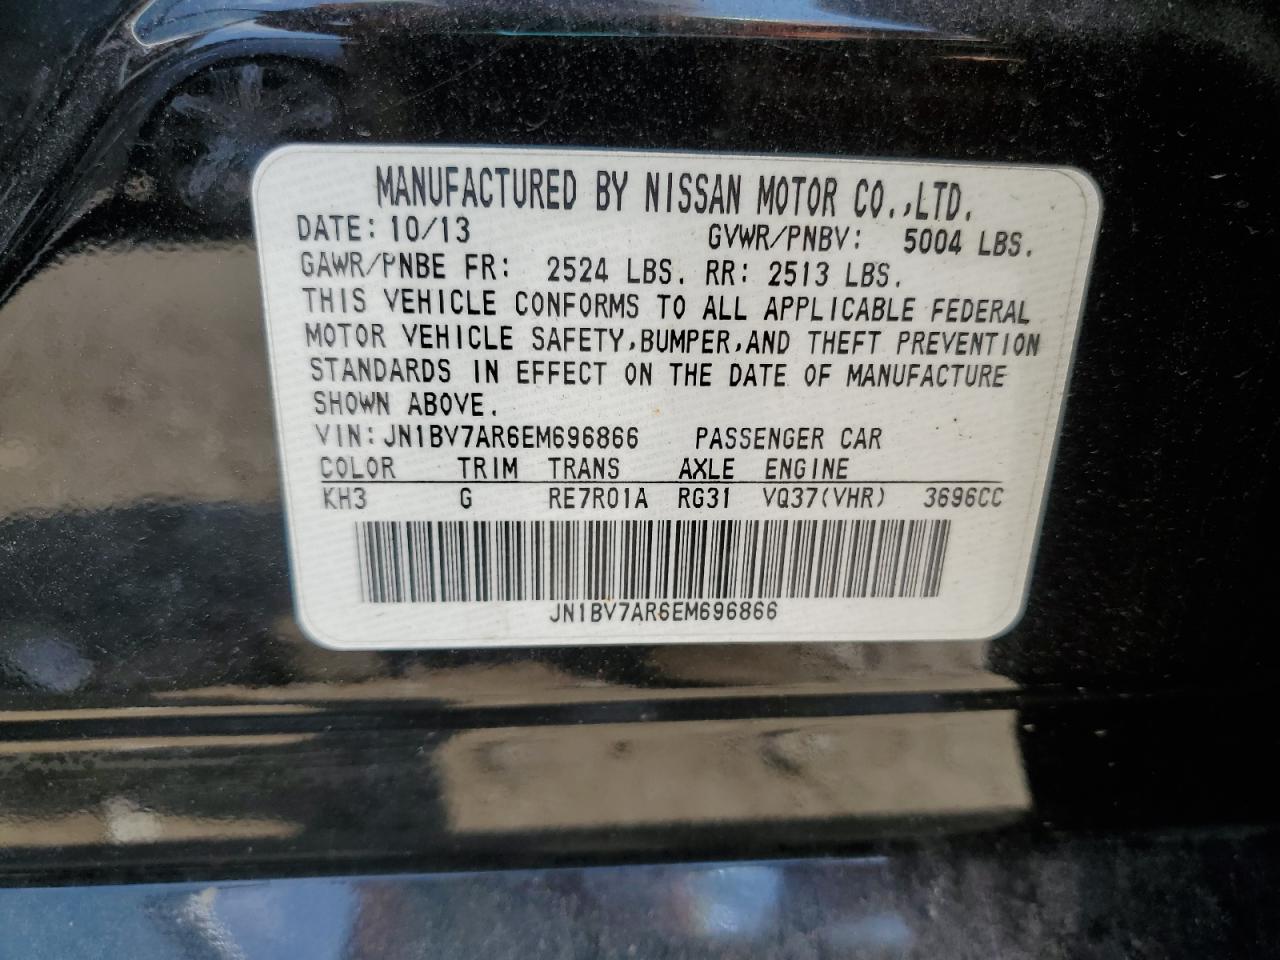 MANUFACTURED BY NISSAN MOTOR CO.,LTD.
DATE: 10/13 GVWR/PNBV: 5004 LBS.
GAWR/PNBE FR: 2524 LBS. RR: 2513 LBS.
THIS VEHICLE CONFORMS TO ALL APPLICABLE FEDERAL
MOTOR VEHICLE SAFETY,BUMPER,AND THEFT PREVENTION
STANDARDS IN EFFECT ON THE DATE OF MANUFACTURE
SHOWN ABOVE.
VIN:JN1BV7AR6EM696866 PASSENGER CAR
COLOR TRIM TRANS AXLE ENGINE
KH3 G RE7R01A RG31 VQ37(VHR) 3696CC
JN1BV7AR6EM696866